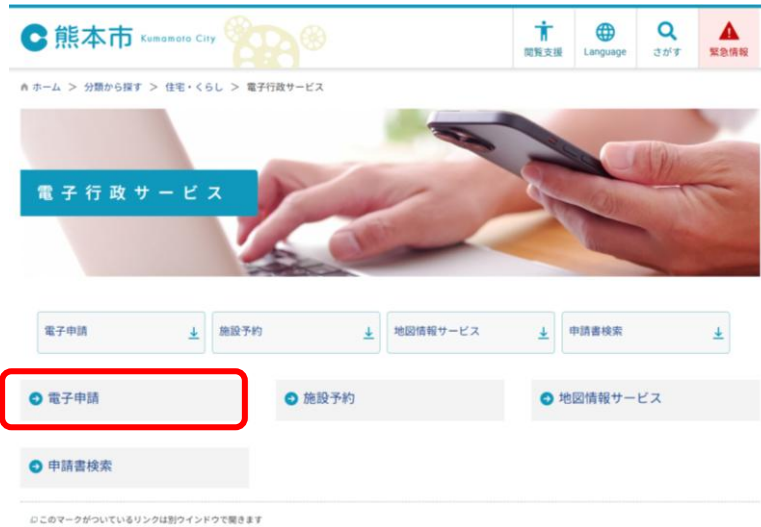 熊本市 Kumamoto City
閲覧支援 Language さがす 緊急情報
ホーム > 分類から探す > 住宅・くらし > 電子行政サービス
電子行政サービス
電子申請 施設予約 地図情報サービス 申請書検索
電子申請 施設予約 地図情報サービス
申請書検索
このマークがついているリンクは別ウインドウで開きます